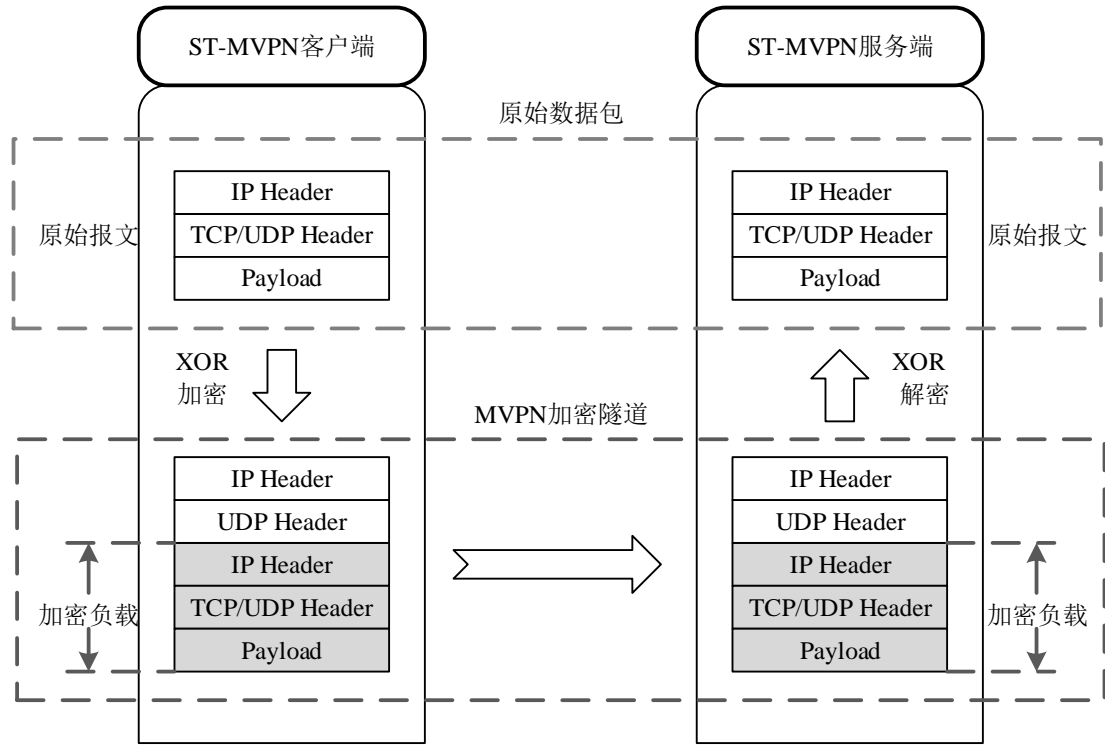 ST-MVPN客户端
ST-MVPN服务端
原始数据包
IP Header
TCP/UDP Header
Payload
原始报文
IP Header
TCP/UDP Header
Payload
原始报文
XOR
加密
XOR
解密
MVPN加密隧道
IP Header
UDP Header
IP Header
TCP/UDP Header
Payload
加密负载
IP Header
UDP Header
IP Header
TCP/UDP Header
Payload
加密负载